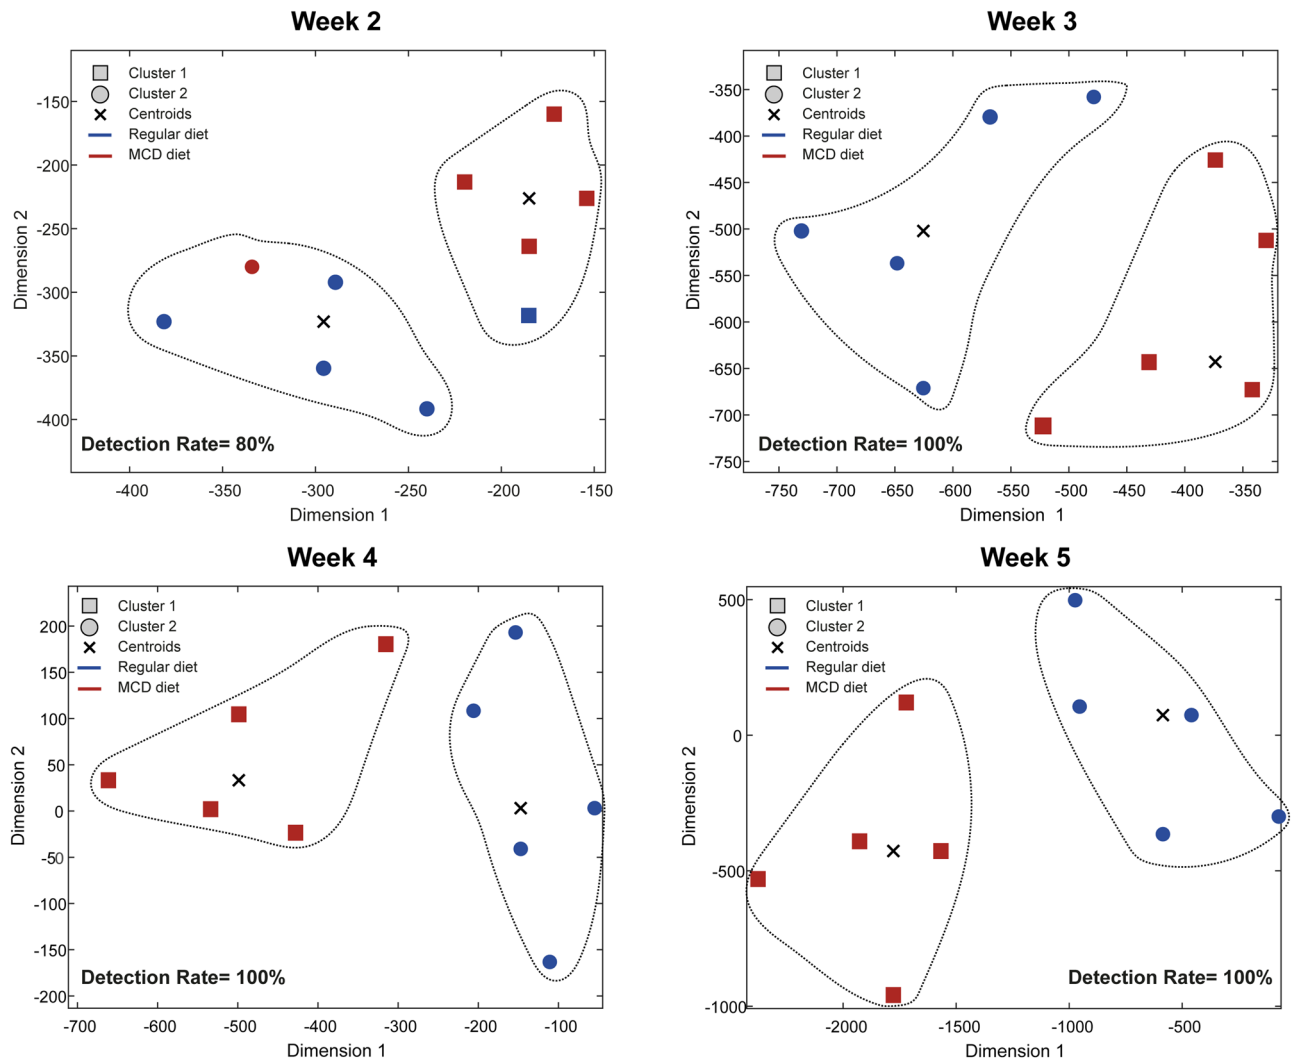 Week 2
Cluster 1
Cluster 2
Centroids
Regular diet
MCD diet
-150
-200
-250
-300
-350
-400
Dimension 2
Detection Rate= 80%
-400 -350 -300 -250 -200 -150
Dimension 1
Week 3
Cluster 1
Cluster 2
Centroids
Regular diet
MCD diet
-350
-400
-450
-500
-550
-600
-650
-700
-750
Dimension 2
Detection Rate= 100%
-750 -700 -650 -600 -550 -500 -450 -400 -350
Dimension 1
Week 4
Cluster 1
Cluster 2
Centroids
Regular diet
MCD diet
200
150
100
50
0
-50
-100
-150
-200
Dimension 2
Detection Rate= 100%
-700 -600 -500 -400 -300 -200 -100
Dimension 1
Week 5
Cluster 1
Cluster 2
Centroids
Regular diet
MCD diet
500
0
-500
-1000
Dimension 2
Detection Rate= 100%
-2000 -1500 -1000 -500
Dimension 1